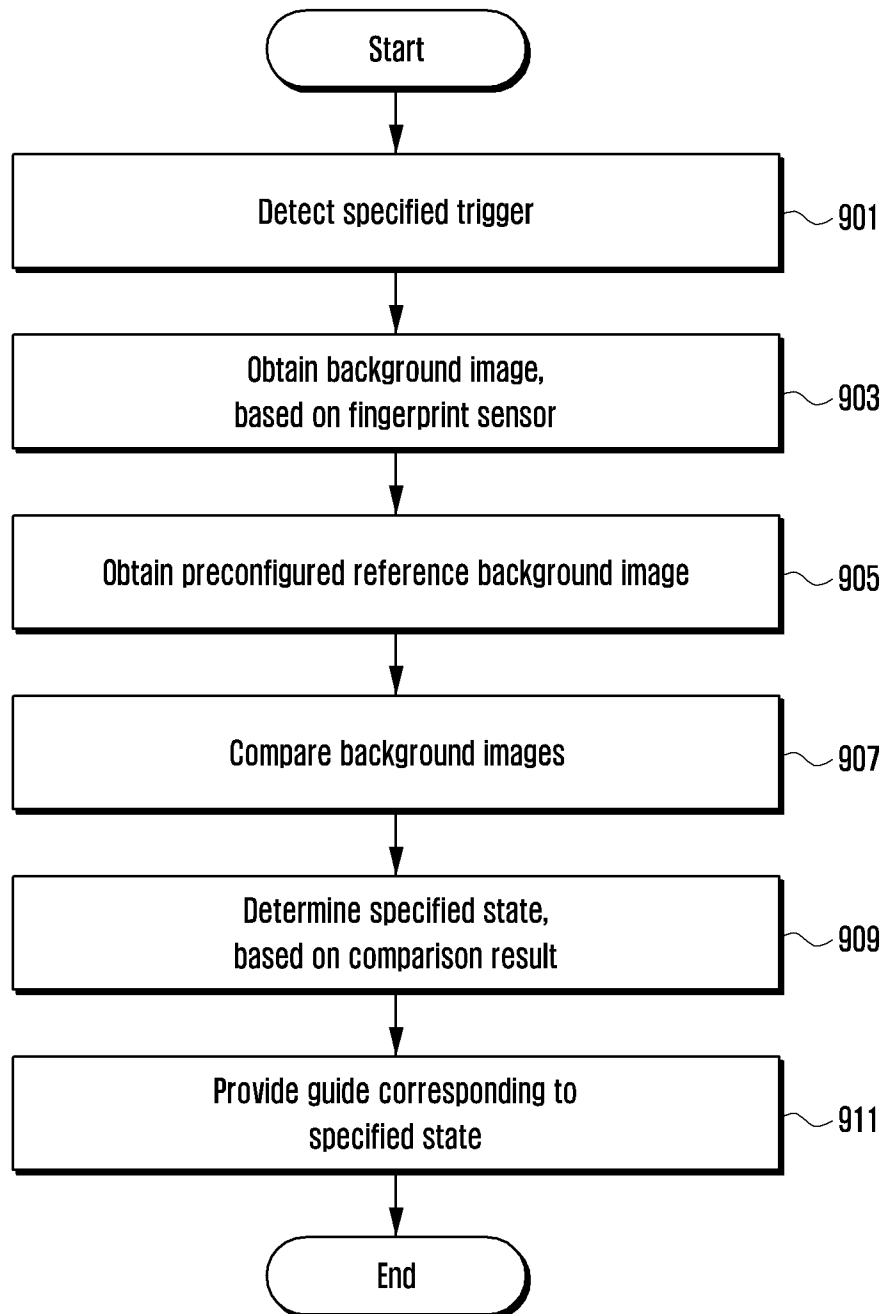 Start
Detect specified trigger
901
Obtain background image,
based on fingerprint sensor
903
Obtain preconfigured reference background image
905
Compare background images
907
Determine specified state,
based on comparison result
909
Provide guide corresponding to
specified state
911
End